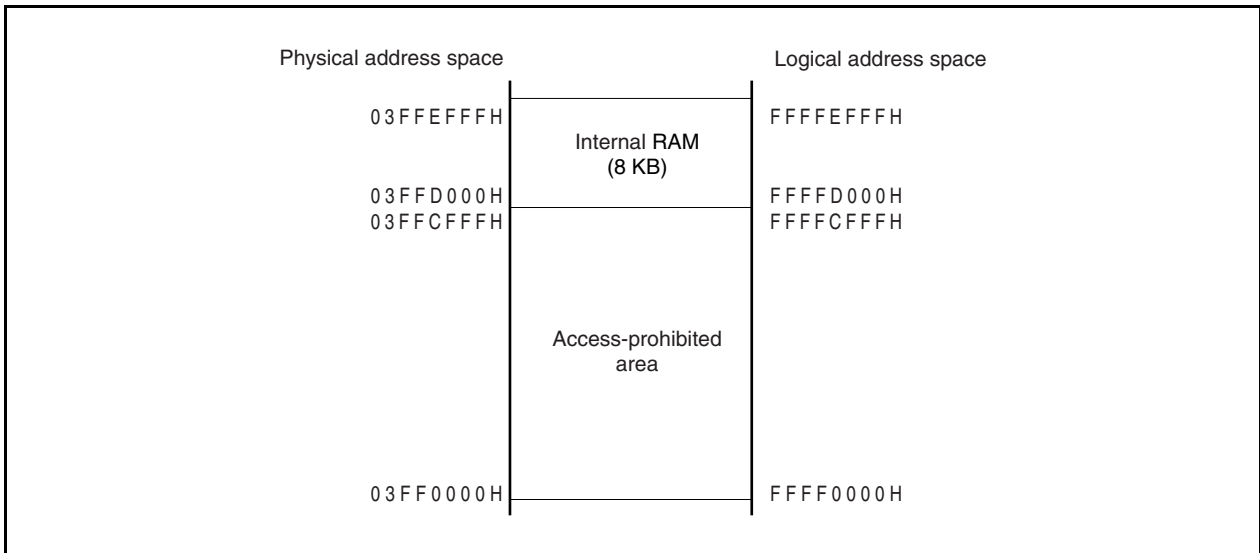 Physical address space
Logical address space
03FFEFFFH
FFFFEFFFH
Internal RAM
(8 KB)
03FFD000H
FFFFD000H
03FFCFFFH
FFFFCFFFH
Access-prohibited
area
03FF0000H
FFFF0000H